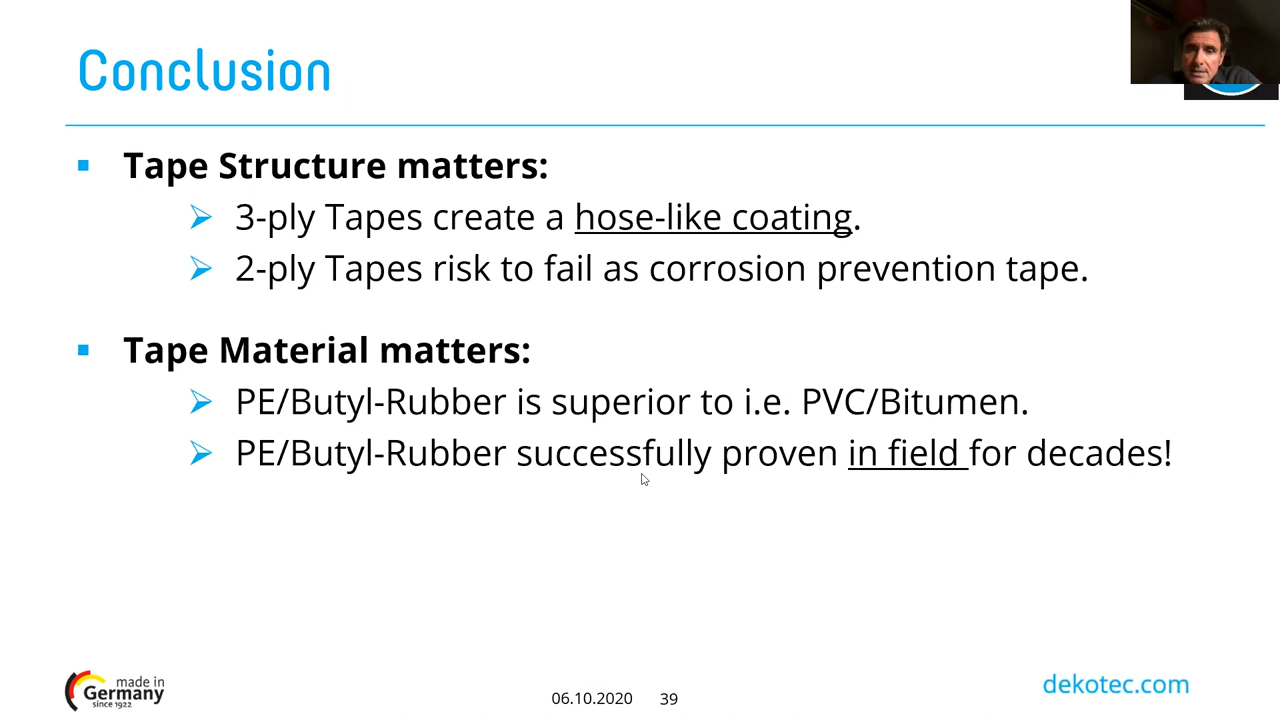 Conclusion
Tape Structure matters:
3-ply Tapes create a hose-like coating.
2-ply Tapes risk to fail as corrosion prevention tape.
Tape Material matters:
PE/Butyl-Rubber is superior to i.e. PVC/Bitumen.
PE/Butyl-Rubber successfully proven in field for decades!
made in
Germany
since 1922
06.10.2020 39
dekotec.com